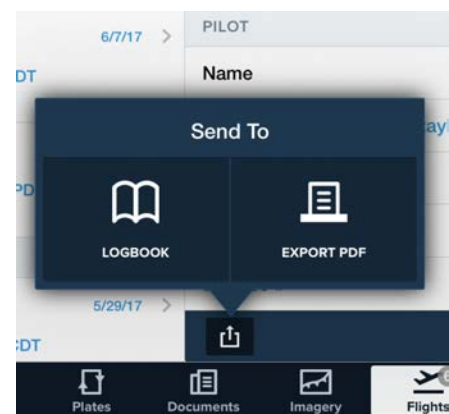 6/7/17
PILOT
DT
Name
Send To
PD
LOGBOOK
EXPORT PDF
5/29/17
CDT
Plates
Documents
Imagery
Flights